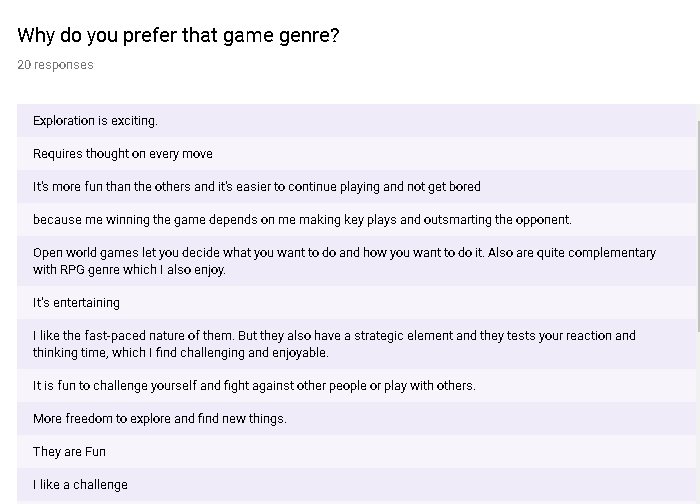 Why do you prefer that game genre?
20 responses
Exploration is exciting.
Requires thought on every move
It's more fun than the others and it's easier to continue playing and not get bored
because me winning the game depends on me making key plays and outsmarting the opponent.
Open world games let you decide what you want to do and how you want to do it. Also are quite complementary
with RPG genre which I also enjoy.
It's entertaining
I like the fast-paced nature of them. But they also have a strategic element and they tests your reaction and
thinking time, which I find challenging and enjoyable.
It is fun to challenge yourself and fight against other people or play with others.
More freedom to explore and find new things.
They are Fun
I like a challenge